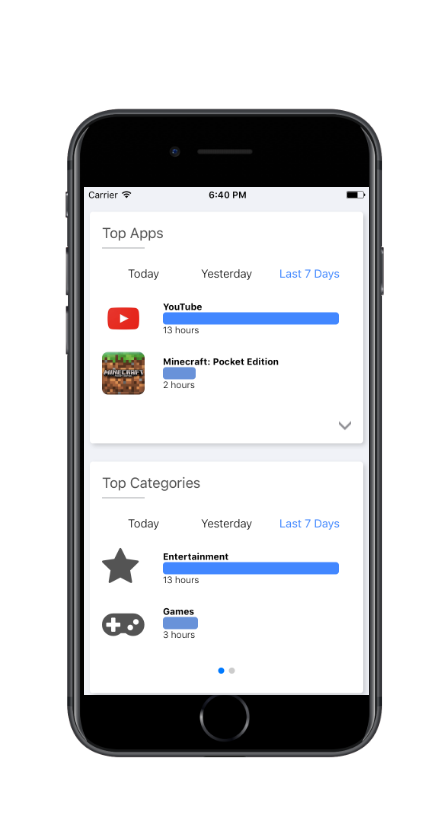 Carrier 6:40 PM
Top Apps
Today Yesterday Last 7 Days
YouTube
13 hours
Minecraft: Pocket Edition
MINECRAFT
2 hours
Top Categories
Today Yesterday Last 7 Days
Entertainment
13 hours
Games
3 hours